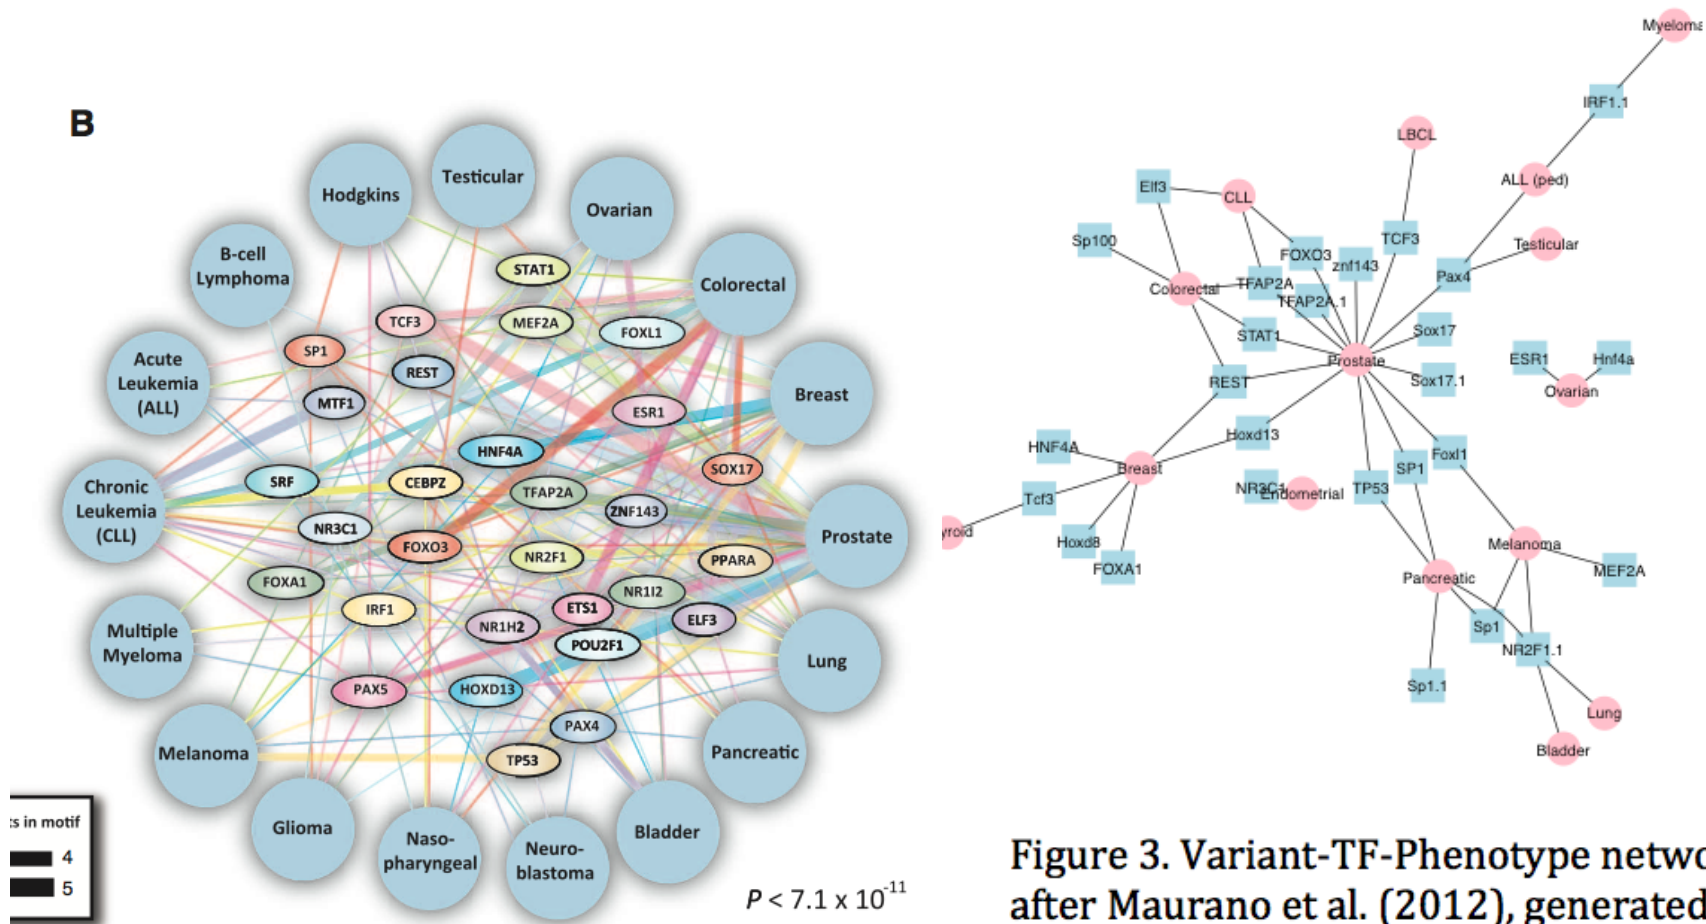 B
Hodgkins
Testicular
Ovarian
B-cell
Lymphoma
Colorectal
STAT1
TCF3
MEF2A
FOXL1
SP1
REST
Acute
Leukemia
(ALL)
MTF1
ESR1
Breast
HNF4A
SOX17
SRF
CEBPZ
TFAP2A
ZNF143
Chronic
Leukemia
(CLL)
NR3C1
FOXO3
NR2F1
PPARA
Prostate
FOXA1
IRF1
ETS1
NR1I2
NR1H2
ELF3
POU2F1
Multiple
Myeloma
Lung
PAX5
HOXD13
PAX4
TP53
Melanoma
Pancreatic
Glioma
Naso-
pharyngeal
Neuro-
blastoma
Bladder
ts in motif
4
5
P < 7.1 x 10-11
Myeloma
IRF1.1
LBCL
ALL (ped)
Elf3
CLL
Sp100
FOXO3
znf143
TCF3
Testicular
Pax4
Colorectal
TFAP2A
TFAP2A.1
STAT1
Sox17
Prostate
ESR1
Hnf4a
REST
Sox17.1
Ovarian
Hoxd13
HNF4A
Breast
SP1
Foxl1
NR3C1
Endometrial
TP53
Tcf3
yroid
Hoxd8
FOXA1
Melanoma
MEF2A
Pancreatic
Sp1
NR2F1.1
Sp1.1
Lung
Bladder
Figure 3. Variant-TF-Phenotype netwo
after Maurano et al. (2012), generated